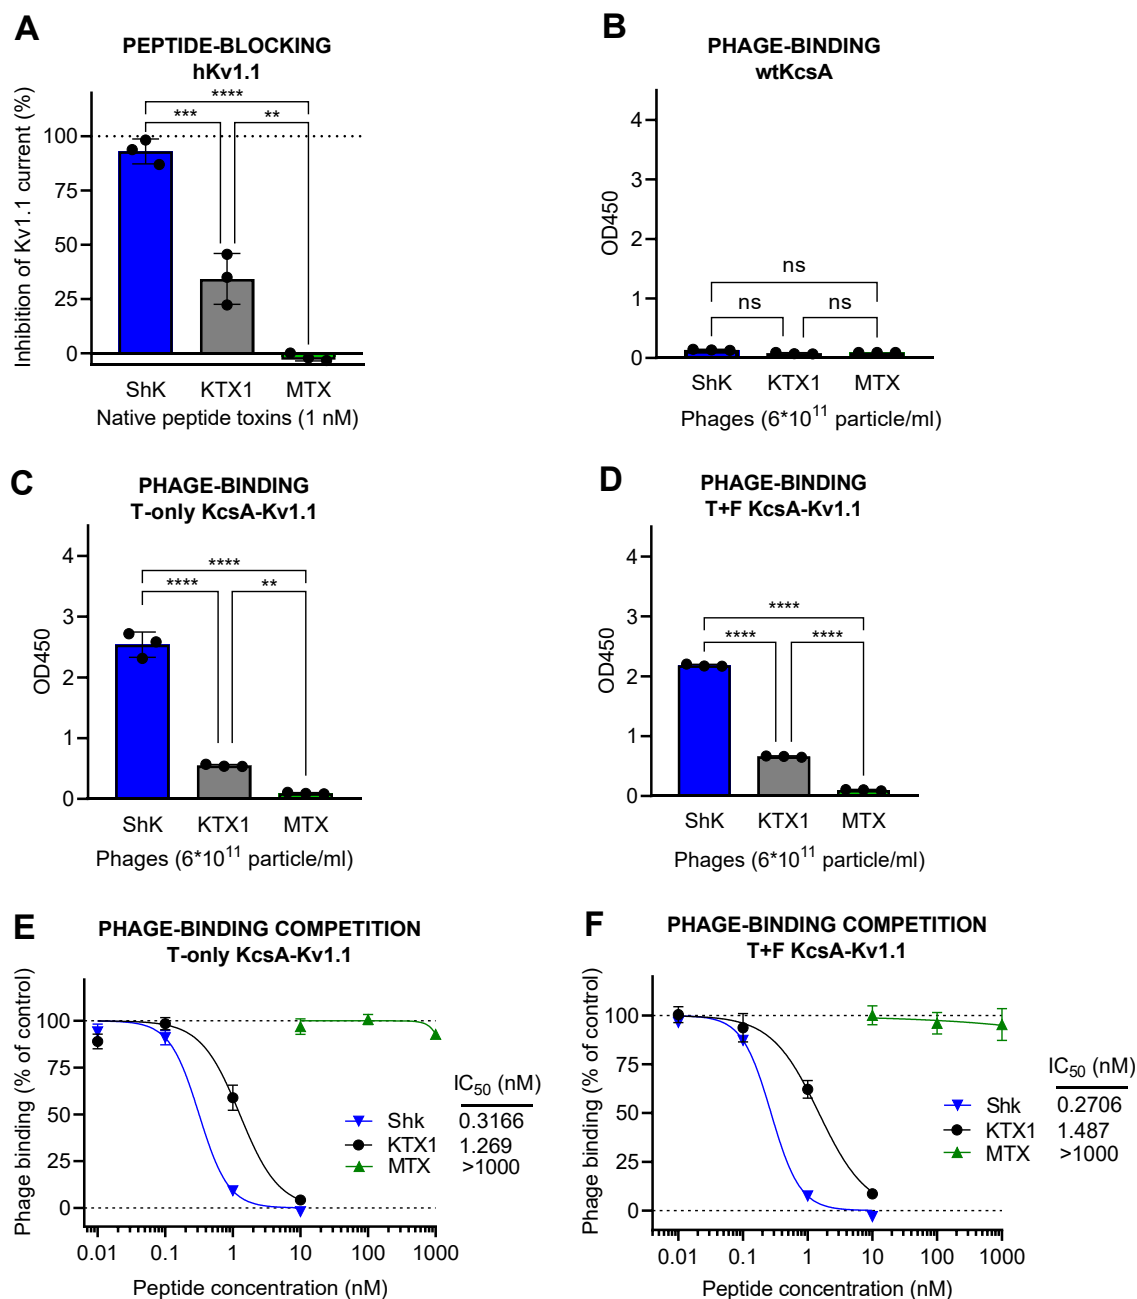 A
PEPTIDE-BLOCKING
hKv1.1
Inhibition of Kv1.1 current (%)
100
75
50
25
0
****
***
**
ShK KTX1 MTX
Native peptide toxins (1 nM)
B
PHAGE-BINDING
wtKcsA
OD450
4
3
2
1
0
ns
ns
ns
ShK KTX1 MTX
Phages (6*10^11 particle/ml)
C
PHAGE-BINDING
T-only KcsA-Kv1.1
OD450
4
3
2
1
0
****
****
**
ShK KTX1 MTX
Phages (6*10^11 particle/ml)
D
PHAGE-BINDING
T+F KcsA-Kv1.1
OD450
4
3
2
1
0
****
****
****
ShK KTX1 MTX
Phages (6*10^11 particle/ml)
E
PHAGE-BINDING COMPETITION
T-only KcsA-Kv1.1
Phage binding (% of control)
100
75
50
25
0
IC50 (nM)
Shk 0.3166
KTX1 1.269
MTX >1000
0.01 0.1 1 10 100 1000
Peptide concentration (nM)
F
PHAGE-BINDING COMPETITION
T+F KcsA-Kv1.1
Phage binding (% of control)
100
75
50
25
0
IC50 (nM)
Shk 0.2706
KTX1 1.487
MTX >1000
0.01 0.1 1 10 100 1000
Peptide concentration (nM)